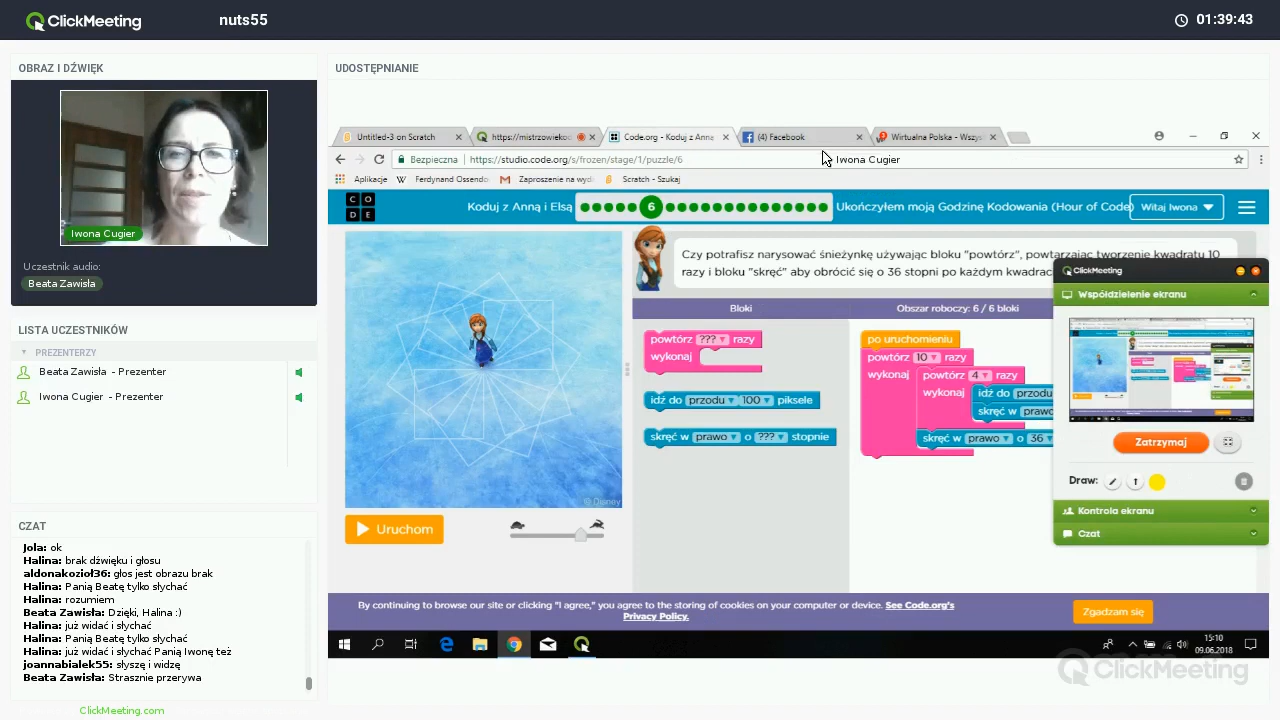 ClickMeeting
nuts55
01:39:43
OBRAZ I DŹWIĘK
Iwona Cugier
Uczestnik audio:
Beata Zawisła
LISTA UCZESTNIKÓW
PREZENTERZY
Beata Zawisła - Prezenter
Iwona Cugier - Prezenter
CZAT
Jola: ok
Halina: brak dźwięku i głosu
aldonakozioł36: głos jest obrazu brak
Halina: Panią Beatę tylko słychać
Halina: rozumiem
Beata Zawisła: Dzięki, Halina :)
Halina: już widać i słychać
Halina: Panią Beatę tylko słychać
Halina: już widać i słychać Panią Iwonę też
joannabialek55: słyszę i widzę
Beata Zawisła: Strasznie przerywa
ClickMeeting.com
UDOSTĘPNIANIE
Untitled-3 on Scratch
https://mistrzowieko
Code.org - Koduj z Anną
(4) Facebook
Wirtualna Polska - Wszys
Bezpieczna
https://studio.code.org/s/frozen/stage/1/puzzle/6
Iwona Cugier
Aplikacje
Ferdynand Ossendo
Zaproszenie na wyd
Scratch - Szukaj
CODE
Koduj z Anną i Elsą
6
Ukończyłem moją Godzinę Kodowania (Hour of Code)
Witaj Iwona
Czy potrafisz narysować śnieżynkę używając bloku "powtórz", powtarzając tworzenie kwadratu 10
razy i bloku "skręć" aby obrócić się o 36 stopni po każdym kwadrac
Bloki
Obszar roboczy: 6 / 6 bloki
powtórz ??? razy
wykonaj
idź do przodu 100 piksele
skręć w prawo o ??? stopnie
po uruchomieniu
powtórz 10 razy
wykonaj
powtórz 4 razy
wykonaj
idź do przodu
skręć w prawo
skręć w prawo o 36
© Disney
Uruchom
ClickMeeting
Współdzielenie ekranu
Zatrzymaj
Draw:
Kontrola ekranu
Czat
By continuing to browse our site or clicking "I agree," you agree to the storing of cookies on your computer or device. See Code.org's
Privacy Policy.
Zgadzam się
15:10
09.06.2018
ClickMeeting